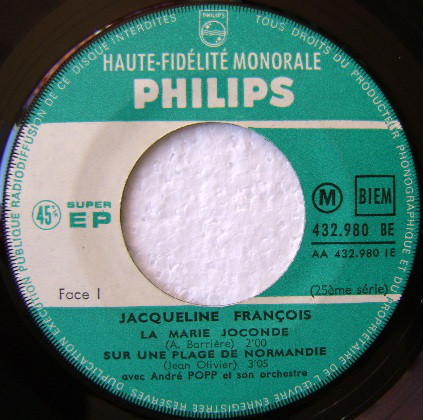 PHILIPS
TOUS DROITS DU PRODUCTEUR PHONOGRAPHIQUE ET DU PROPRIÉTAIRE DE L'ŒUVRE ENREGISTRÉE RÉSERVÉS DUPLICATION EXÉCUTION PUBLIQUE RADIODIFFUSION DE CE DISQUE INTERDITES
HAUTE-FIDÉLITÉ MONORALE
PHILIPS
45
SUPER
EP
M
BIEM
432.980 BE
AA 432.980 1E
Face 1
(25ème série)
JACQUELINE FRANÇOIS
LA MARIE JOCONDE
(A. Barrière) 2'00
SUR UNE PLAGE DE NORMANDIE
(Jean Olivier) 3'05
avec André POPP et son orchestre